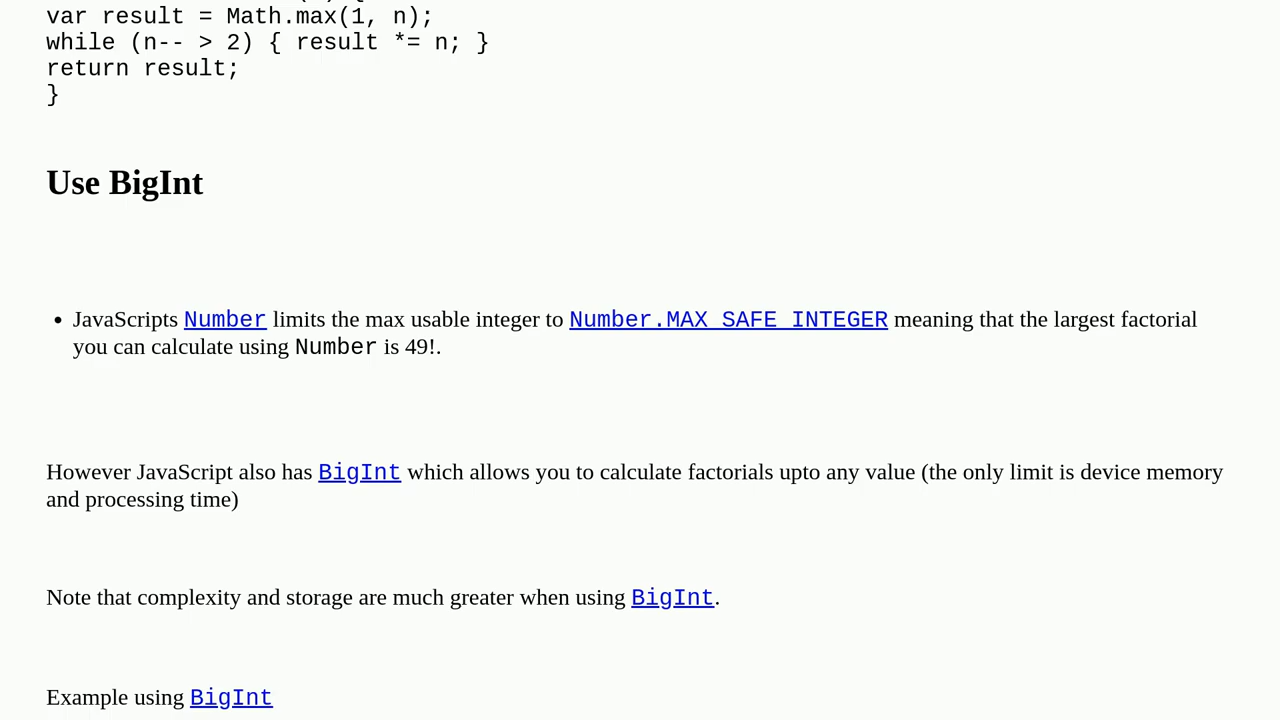 var result = Math.max(1, n);
while (n-- > 2) { result *= n; }
return result;
}
Use BigInt
• JavaScripts Number limits the max usable integer to Number.MAX_SAFE_INTEGER meaning that the largest factorial
you can calculate using Number is 49!.
However JavaScript also has BigInt which allows you to calculate factorials upto any value (the only limit is device memory
and processing time)
Note that complexity and storage are much greater when using BigInt.
Example using BigInt